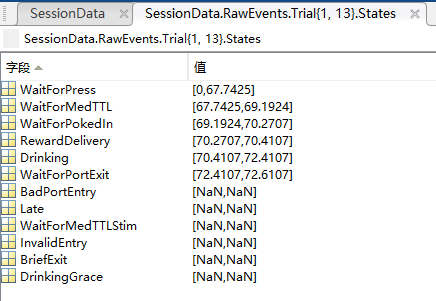 SessionData
SessionData.RawEvents.Trial{1, 13}.States
SessionData.RawEvents.Trial{1, 13}.States
字段 值
WaitForPress [0,67.7425]
WaitForMedTTL [67.7425,69.1924]
WaitForPokedIn [69.1924,70.2707]
RewardDelivery [70.2707,70.4107]
Drinking [70.4107,72.4107]
WaitForPortExit [72.4107,72.6107]
BadPortEntry [NaN,NaN]
Late [NaN,NaN]
WaitForMedTTLStim [NaN,NaN]
InvalidEntry [NaN,NaN]
BriefExit [NaN,NaN]
DrinkingGrace [NaN,NaN]